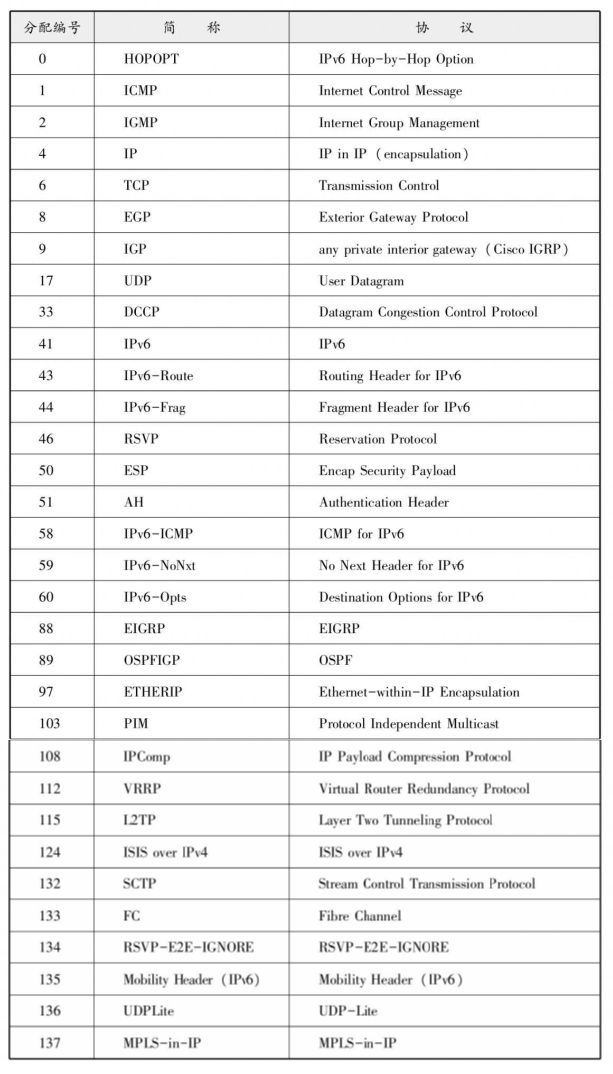 分配编号 简 称 协 议
0 HOPOPT IPv6 Hop-by-Hop Option
1 ICMP Internet Control Message
2 IGMP Internet Group Management
4 IP IP in IP (encapsulation)
6 TCP Transmission Control
8 EGP Exterior Gateway Protocol
9 IGP any private interior gateway (Cisco IGRP)
17 UDP User Datagram
33 DCCP Datagram Congestion Control Protocol
41 IPv6 IPv6
43 IPv6-Route Routing Header for IPv6
44 IPv6-Frag Fragment Header for IPv6
46 RSVP Reservation Protocol
50 ESP Encap Security Payload
51 AH Authentication Header
58 IPv6-ICMP ICMP for IPv6
59 IPv6-NoNxt No Next Header for IPv6
60 IPv6-Opts Destination Options for IPv6
88 EIGRP EIGRP
89 OSPFIGP OSPF
97 ETHERIP Ethernet-within-IP Encapsulation
103 PIM Protocol Independent Multicast
108 IPComp IP Payload Compression Protocol
112 VRRP Virtual Router Redundancy Protocol
115 L2TP Layer Two Tunneling Protocol
124 ISIS over IPv4 ISIS over IPv4
132 SCTP Stream Control Transmission Protocol
133 FC Fibre Channel
134 RSVP-E2E-IGNORE RSVP-E2E-IGNORE
135 Mobility Header (IPv6) Mobility Header (IPv6)
136 UDPLite UDP-Lite
137 MPLS-in-IP MPLS-in-IP